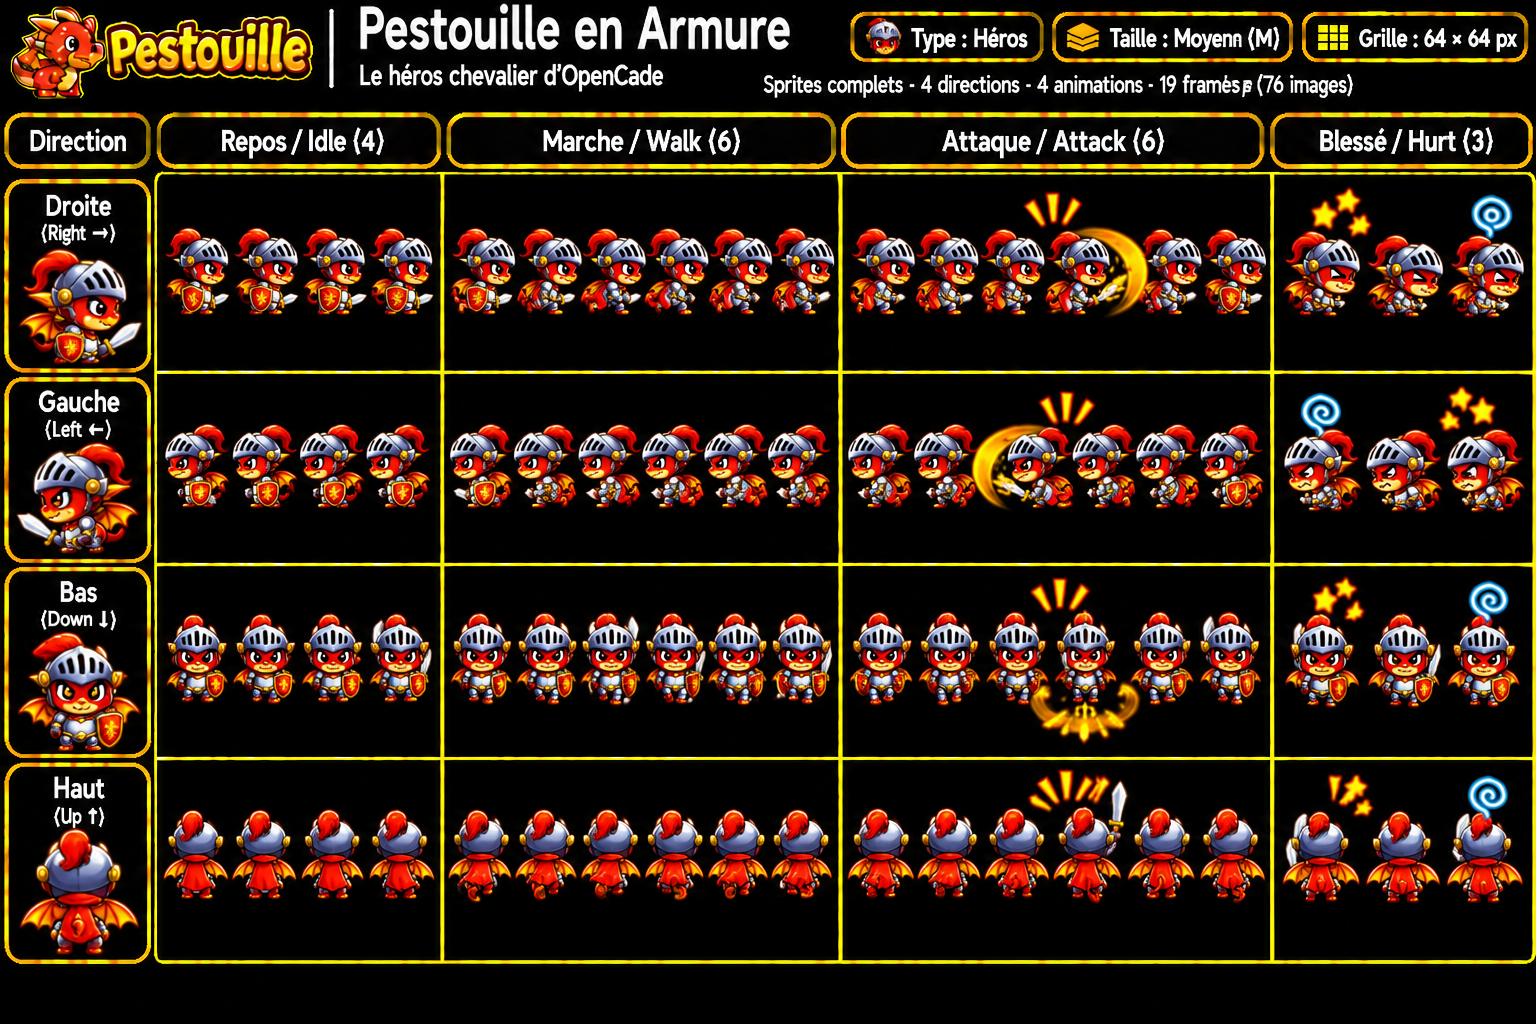 Pestouille
Pestouille en Armure
Le héros chevalier d'OpenCade
Type : Héros
Taille : Moyenn (M)
Grille : 64 × 64 px
Sprites complets - 4 directions - 4 animations - 19 framés (76 images)
Direction
Repos / Idle (4)
Marche / Walk (6)
Attaque / Attack (6)
Blessé / Hurt (3)
Droite
(Right →)
Gauche
(Left ←)
Bas
(Down ↓)
Haut
(Up ↑)